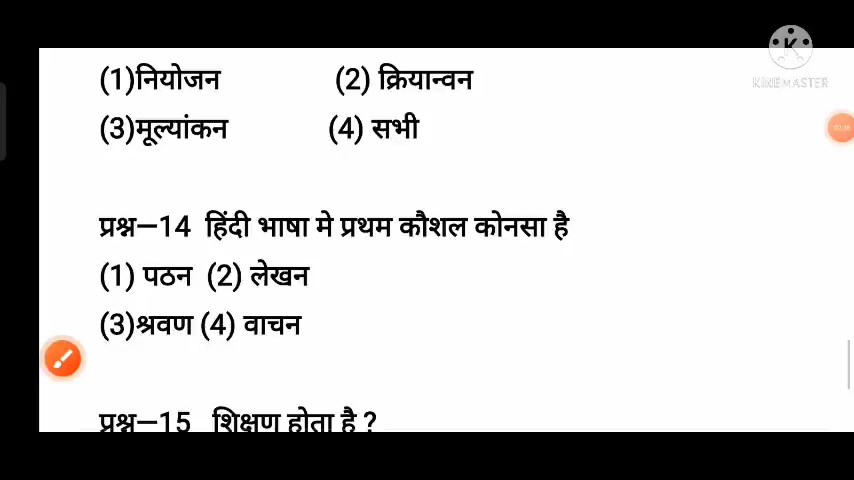 (1)नियोजन (2) क्रियान्वन
(3)मूल्यांकन (4) सभी
प्रश्न–14 हिंदी भाषा मे प्रथम कौशल कोनसा है
(1) पठन (2) लेखन
(3)श्रवण (4) वाचन
प्रश्न–15 शिक्षण होता है ?
KINEMASTER